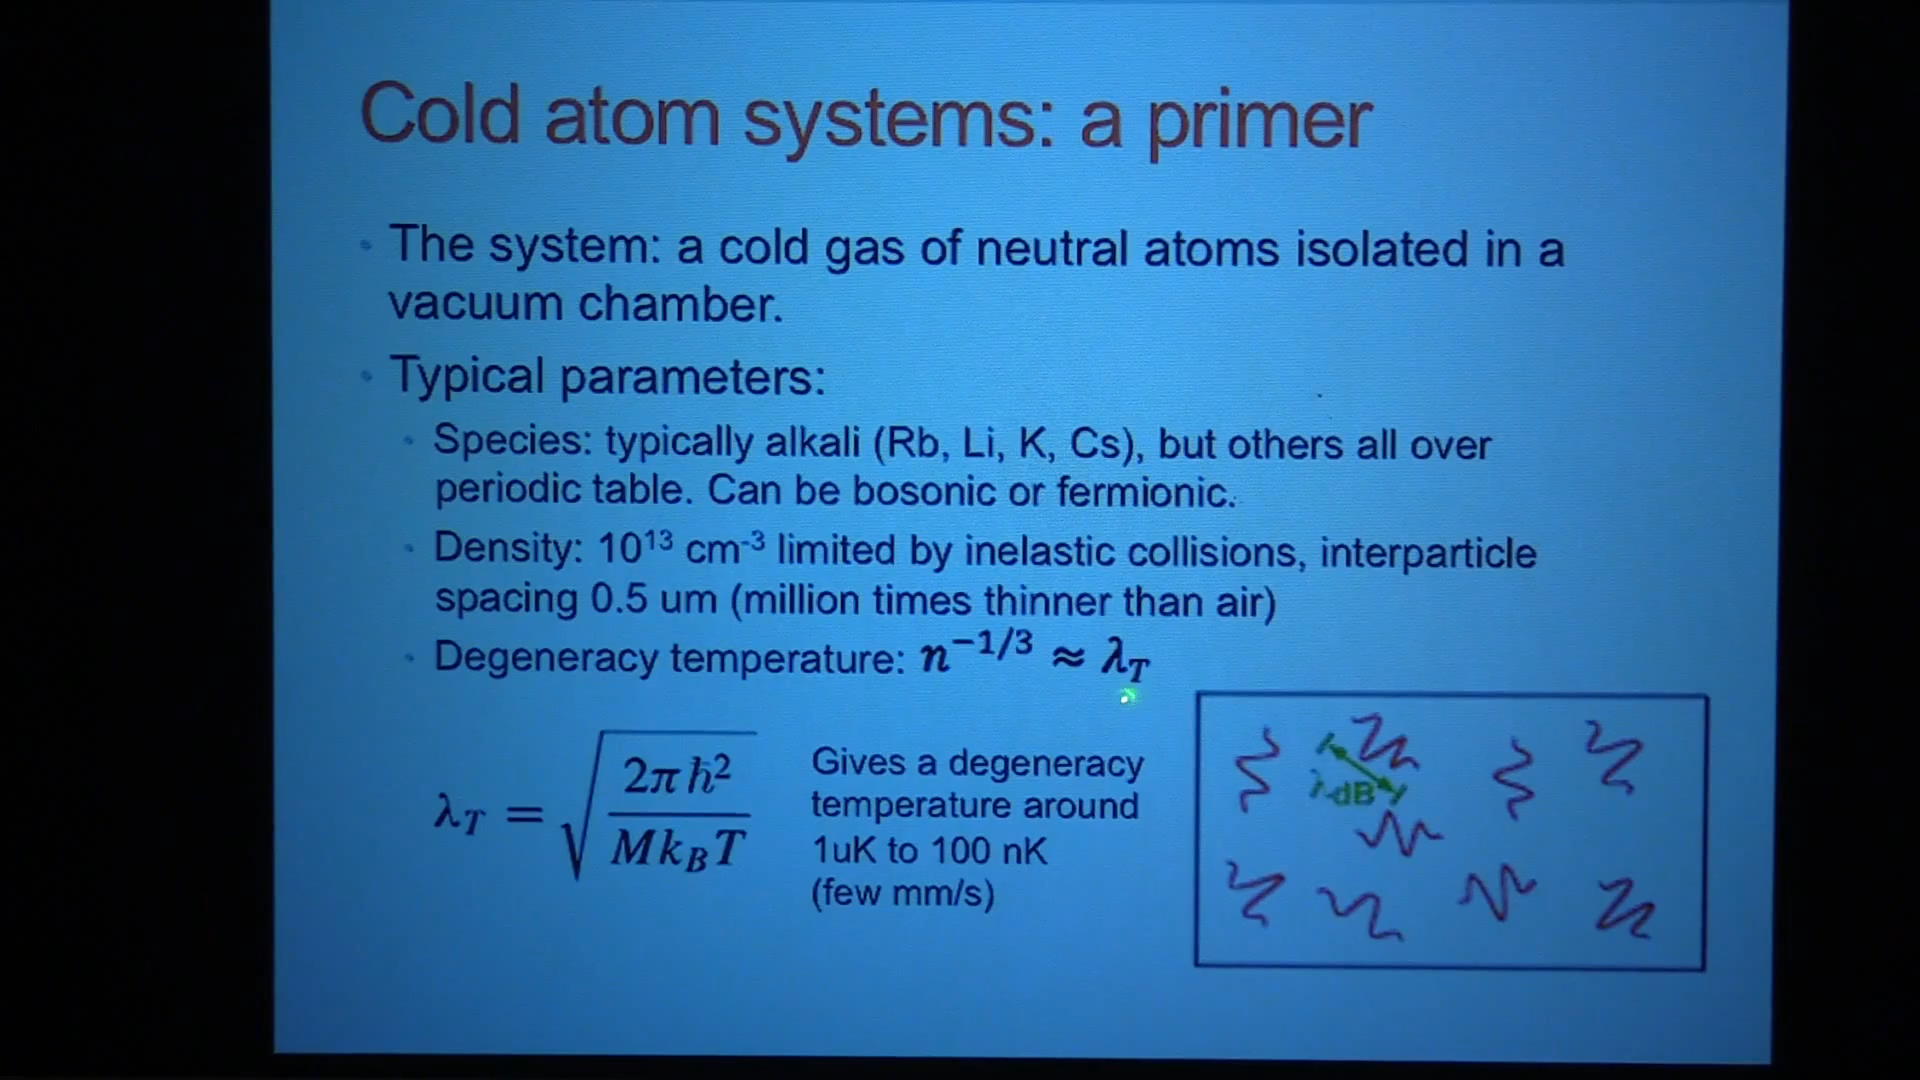 Cold atom systems: a primer
• The system: a cold gas of neutral atoms isolated in a
vacuum chamber.
• Typical parameters:
• Species: typically alkali (Rb, Li, K, Cs), but others all over
periodic table. Can be bosonic or fermionic.
• Density: 10¹³ cm⁻³ limited by inelastic collisions, interparticle
spacing 0.5 um (million times thinner than air)
• Degeneracy temperature: n^{-1/3} ≈ λ_T
λ_T = √(2πħ² / Mk_BT)
Gives a degeneracy
temperature around
1uK to 100 nK
(few mm/s)
λdB